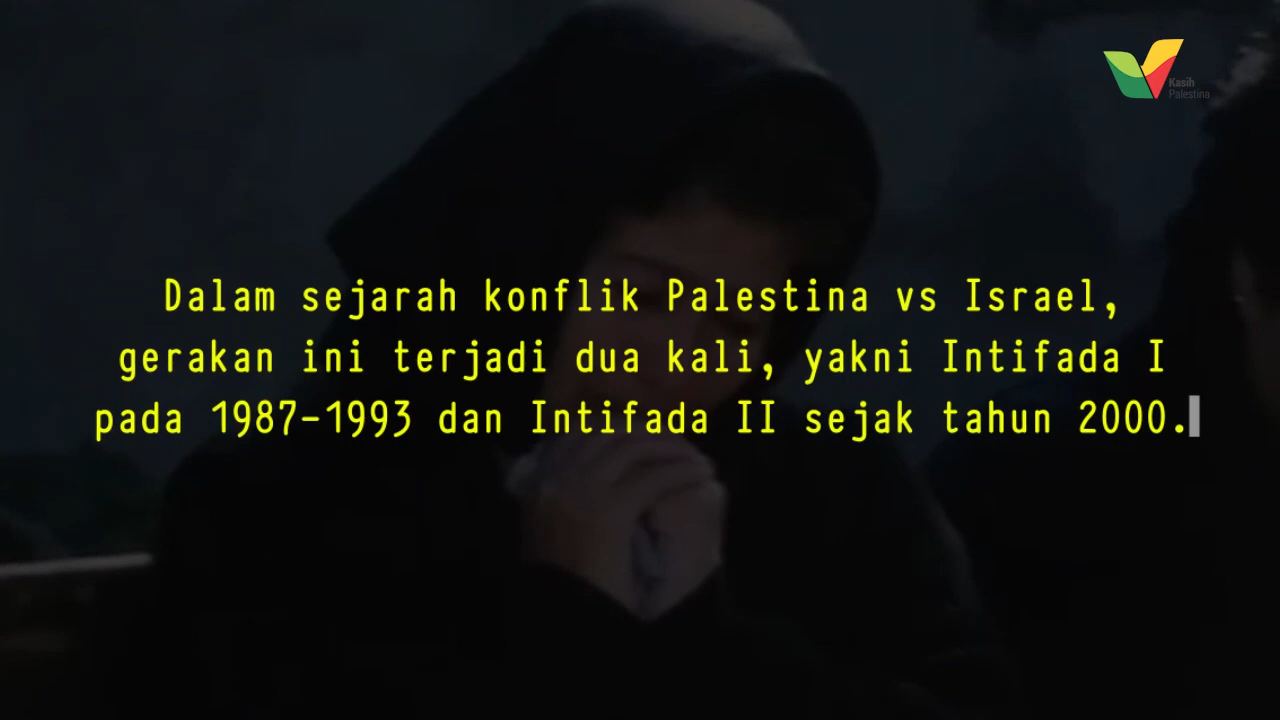 Kasih
Palestina
Dalam sejarah konflik Palestina vs Israel,
gerakan ini terjadi dua kali, yakni Intifada I
pada 1987-1993 dan Intifada II sejak tahun 2000.